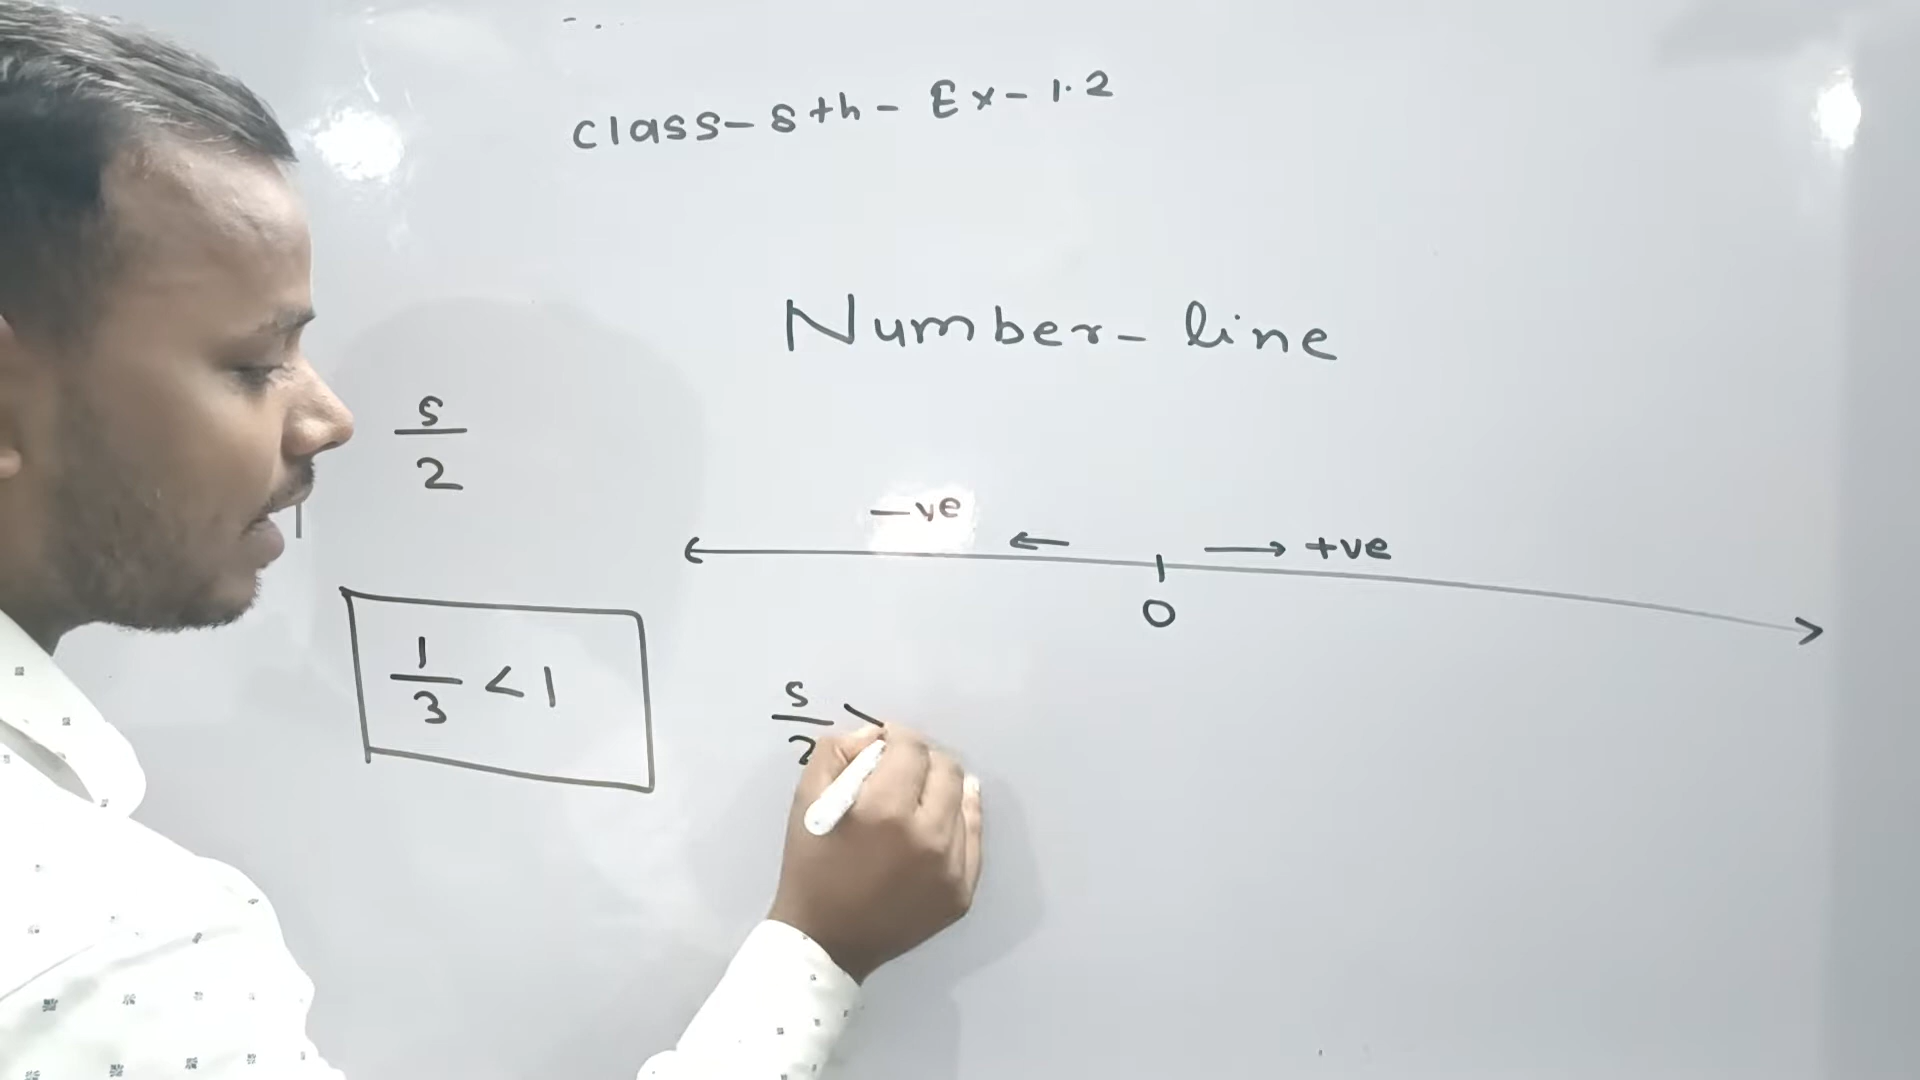 Class-8th-Ex-1.2
Number-line
5
2
-ve
+ve
0
1
3 <1
5
2 >